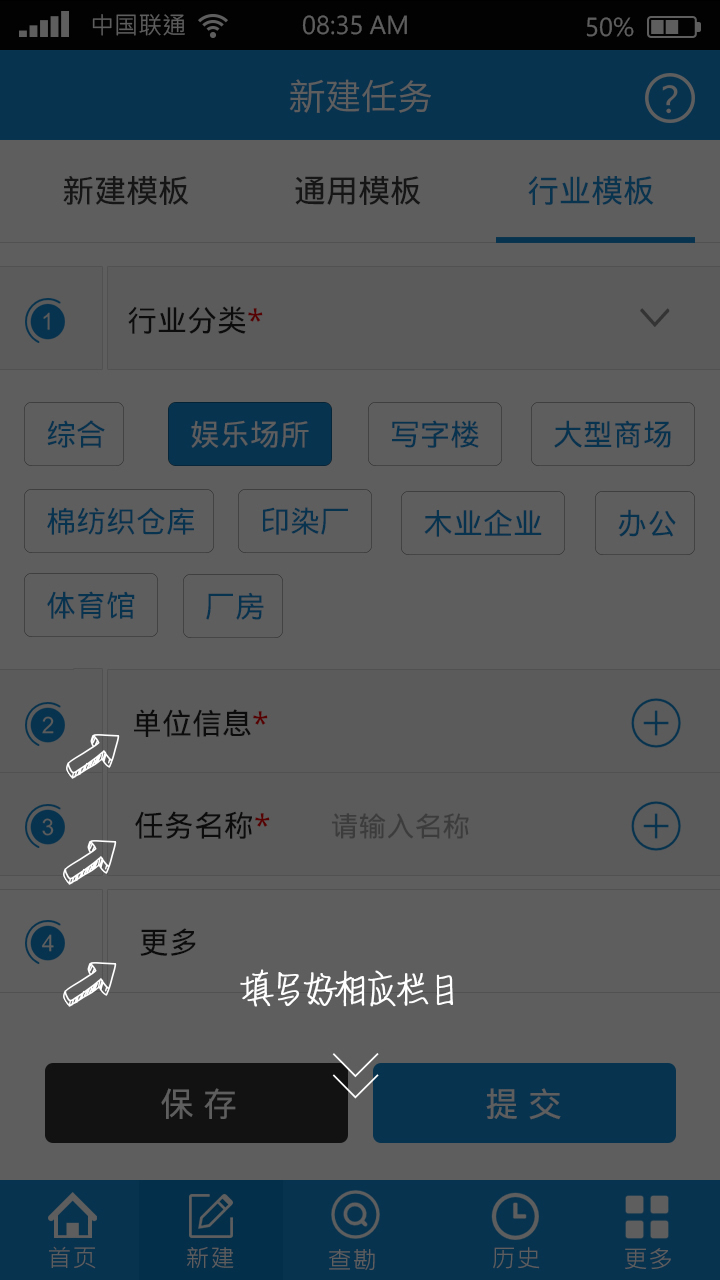 中国联通 08:35 AM 50%
新建任务 ?
新建模板 通用模板 行业模板
1 行业分类*
综合 娱乐场所 写字楼 大型商场
棉纺织仓库 印染厂 木业企业 办公
体育馆 厂房
2 单位信息*
3 任务名称* 请输入名称
4 更多
填写好相应栏目
保存 提交
首页 新建 查勘 历史 更多